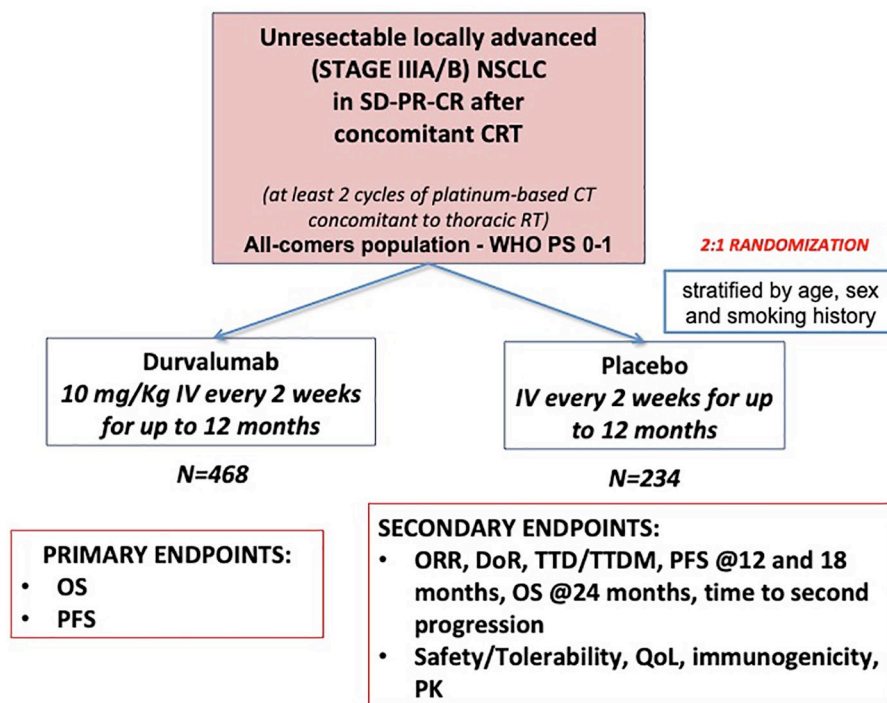 Unresectable locally advanced
(STAGE IIIA/B) NSCLC
in SD-PR-CR after
concomitant CRT
(at least 2 cycles of platinum-based CT
concomitant to thoracic RT)
All-comers population - WHO PS 0-1
2:1 RANDOMIZATION
stratified by age, sex
and smoking history
Durvalumab
10 mg/Kg IV every 2 weeks
for up to 12 months
N=468
Placebo
IV every 2 weeks for up
to 12 months
N=234
PRIMARY ENDPOINTS:
• OS
• PFS
SECONDARY ENDPOINTS:
• ORR, DoR, TTD/TTDM, PFS @12 and 18
months, OS @24 months, time to second
progression
• Safety/Tolerability, QoL, immunogenicity,
PK